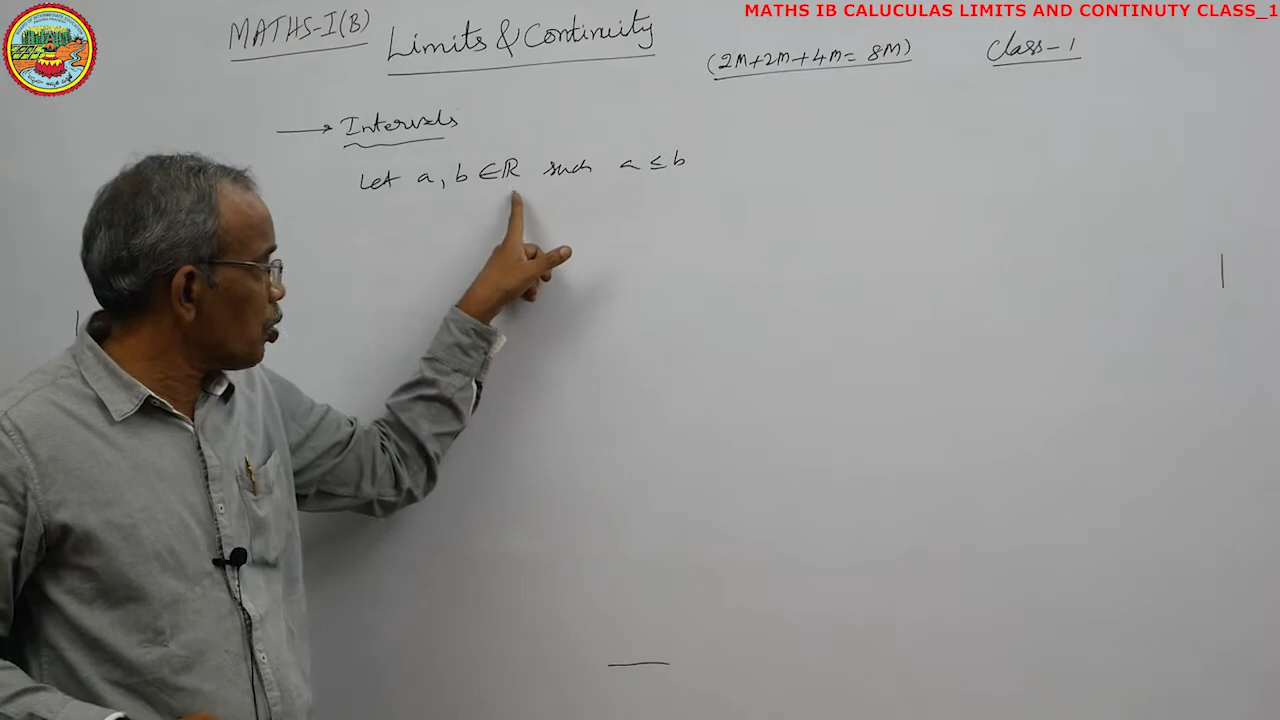 MATHS IB CALUCULAS LIMITS AND CONTINUTY CLASS_1
MATHS-I(B) Limits & Continuity
(2M+2M+4M= 8M) Class-1
→ Intervals
Let a, b ∈ ℝ such a ≤ b